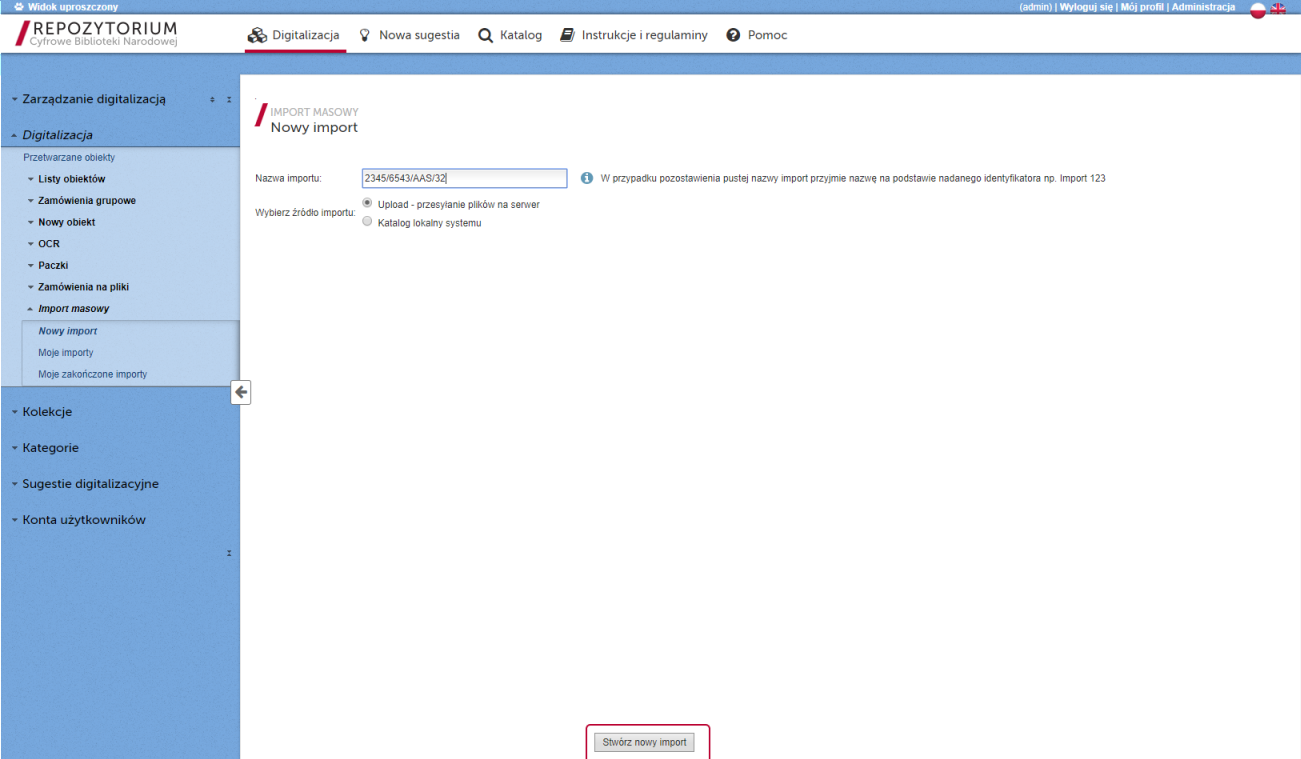 Widok uproszczony
(admin) | Wyloguj się | Mój profil | Administracja
REPOZYTORIUM
Cyfrowe Biblioteki Narodowej
Digitalizacja
Nowa sugestia
Katalog
Instrukcje i regulaminy
Pomoc
Zarządzanie digitalizacją
Digitalizacja
Przetwarzane obiekty
Listy obiektów
Zamówienia grupowe
Nowy obiekt
OCR
Paczki
Zamówienia na pliki
Import masowy
Nowy import
Moje importy
Moje zakończone importy
Kolekcje
Kategorie
Sugestie digitalizacyjne
Konta użytkowników
IMPORT MASOWY
Nowy import
Nazwa importu: 2345/6543/AAS/32 W przypadku pozostawienia pustej nazwy import przyjmie nazwę na podstawie nadanego identyfikatora np. Import 123
Wybierz źródło importu: Upload - przesyłanie plików na serwer
Katalog lokalny systemu
Stwórz nowy import